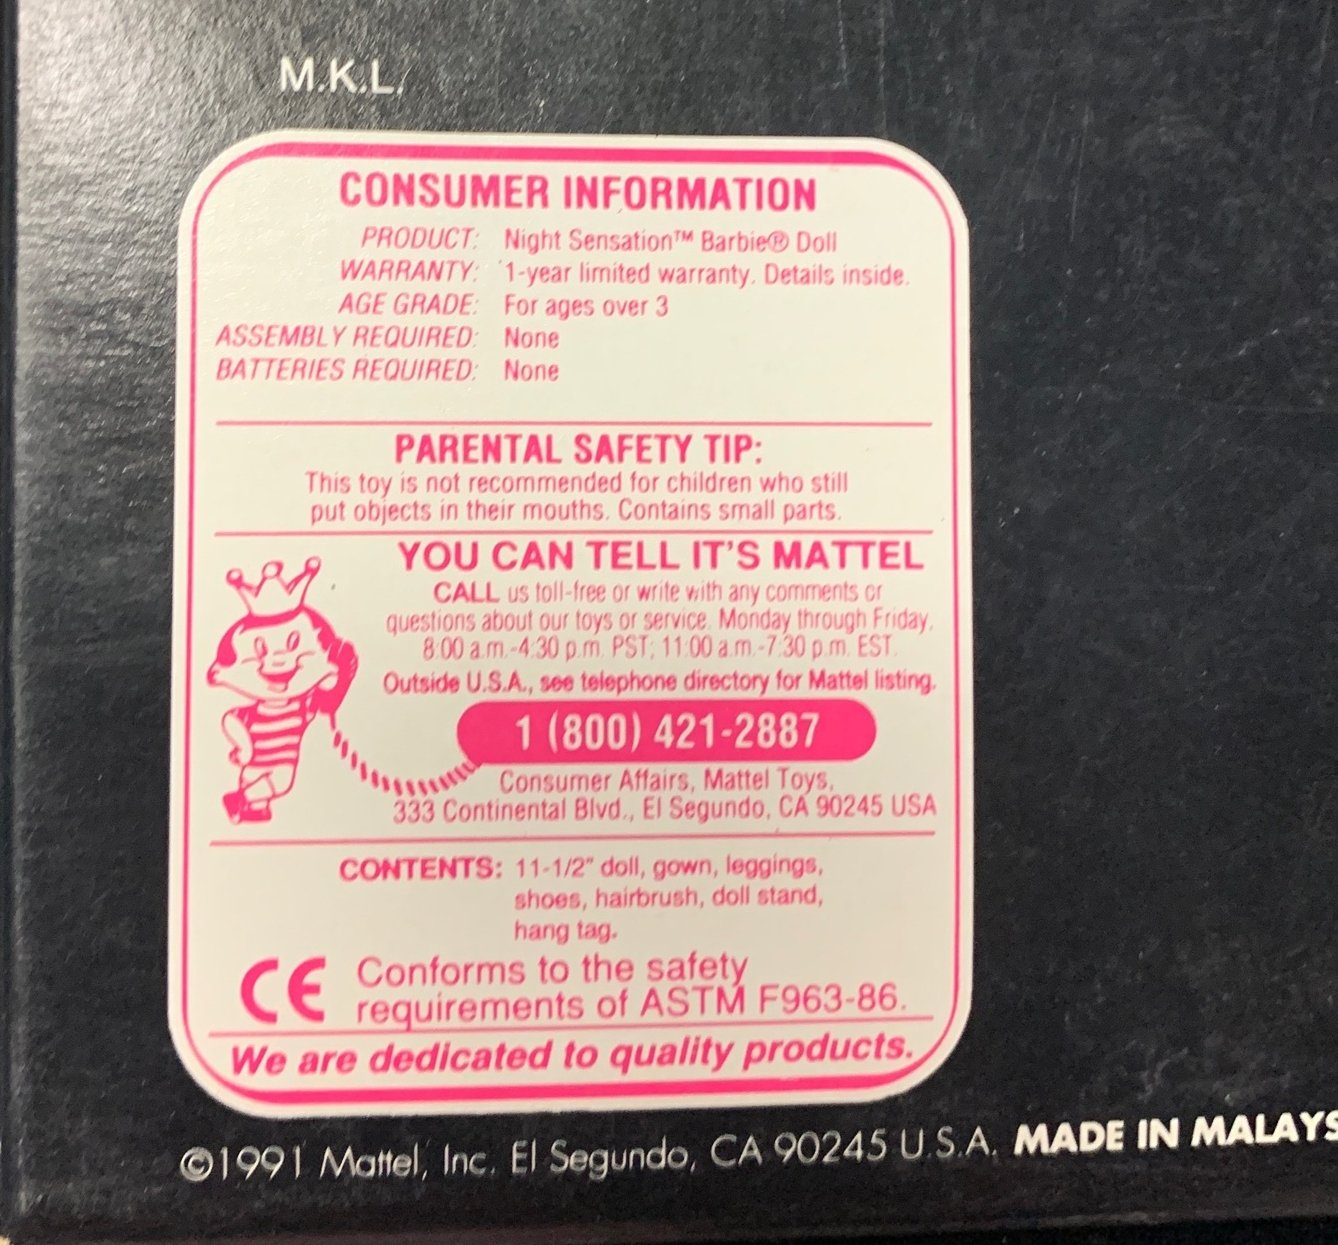 M.K.L.
CONSUMER INFORMATION
PRODUCT: Night Sensation™ Barbie® Doll
WARRANTY: 1-year limited warranty. Details inside.
AGE GRADE: For ages over 3
ASSEMBLY REQUIRED: None
BATTERIES REQUIRED: None
PARENTAL SAFETY TIP:
This toy is not recommended for children who still
put objects in their mouths. Contains small parts.
YOU CAN TELL IT'S MATTEL
CALL us toll-free or write with any comments or
questions about our toys or service. Monday through Friday,
8:00 a.m.-4:30 p.m. PST; 11:00 a.m.-7:30 p.m. EST.
Outside U.S.A., see telephone directory for Mattel listing.
1 (800) 421-2887
Consumer Affairs, Mattel Toys,
333 Continental Blvd., El Segundo, CA 90245 USA
CONTENTS: 11-1/2" doll, gown, leggings,
shoes, hairbrush, doll stand,
hang tag.
CE Conforms to the safety
requirements of ASTM F963-86.
We are dedicated to quality products.
©1991 Mattel, Inc. El Segundo, CA 90245 U.S.A. MADE IN MALAYS